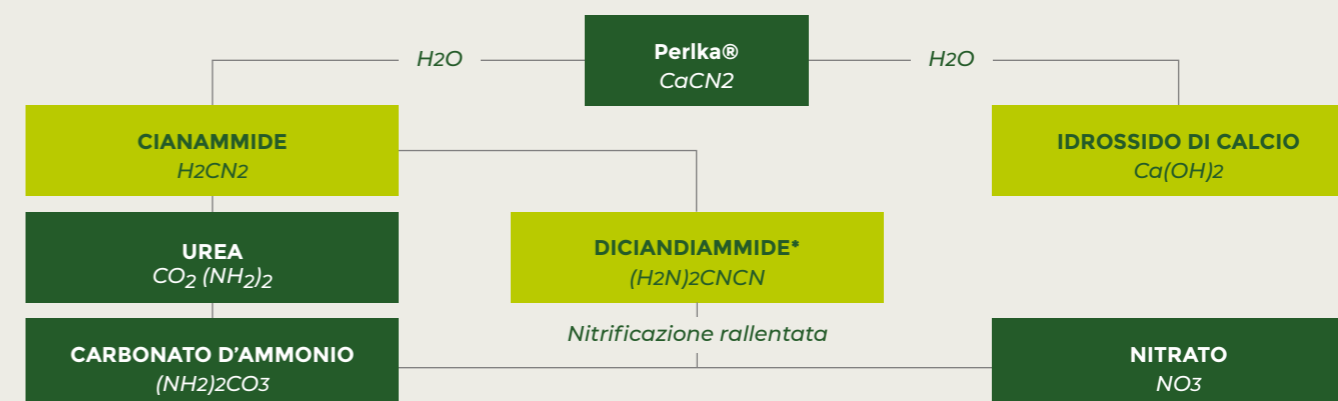 Perlka®
CaCN2
H2O
H2O
CIANAMMIDE
H2CN2
IDROSSIDO DI CALCIO
Ca(OH)2
UREA
CO2 (NH2)2
DICIANDIAMMIDE*
(H2N)2CNCN
Nitrificazione rallentata
CARBONATO D’AMMONIO
(NH2)2CO3
NITRATO
NO3